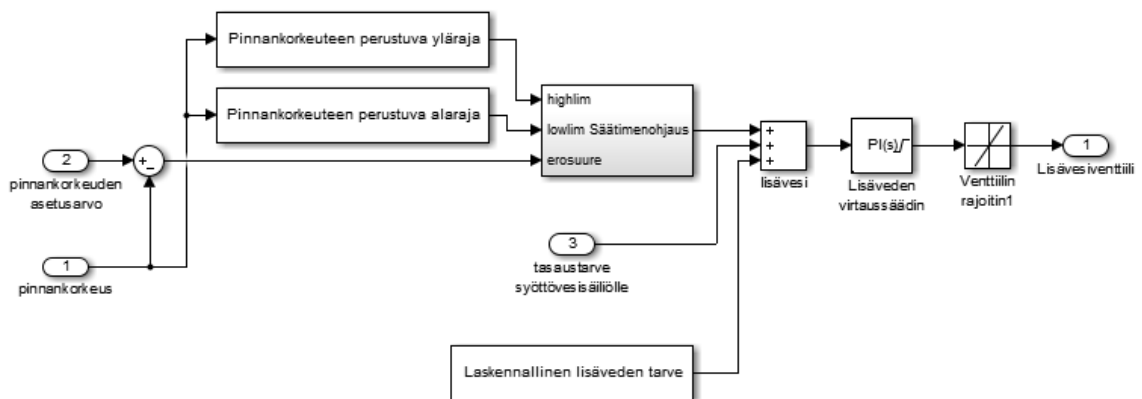 Pinnankorkeuteen perustuva yläraja
Pinnankorkeuteen perustuva alaraja
highlim
lowlim Säätimenohjaus
erosuure
2
pinnankorkeuden
asetusarvo
+
−
1
pinnankorkeus
3
tasaustarve
syöttövesisäiliölle
Laskennallinen lisäveden tarve
+
+
+
lisävesi
PI(s)
Lisäveden
virtaussäädin
Venttiilin
rajoitin1
1
Lisävesiventtiili